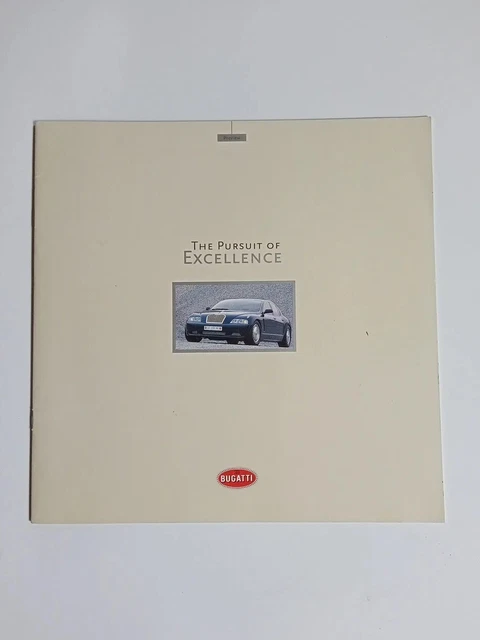 THE PURSUIT OF
EXCELLENCE
BUGATTI